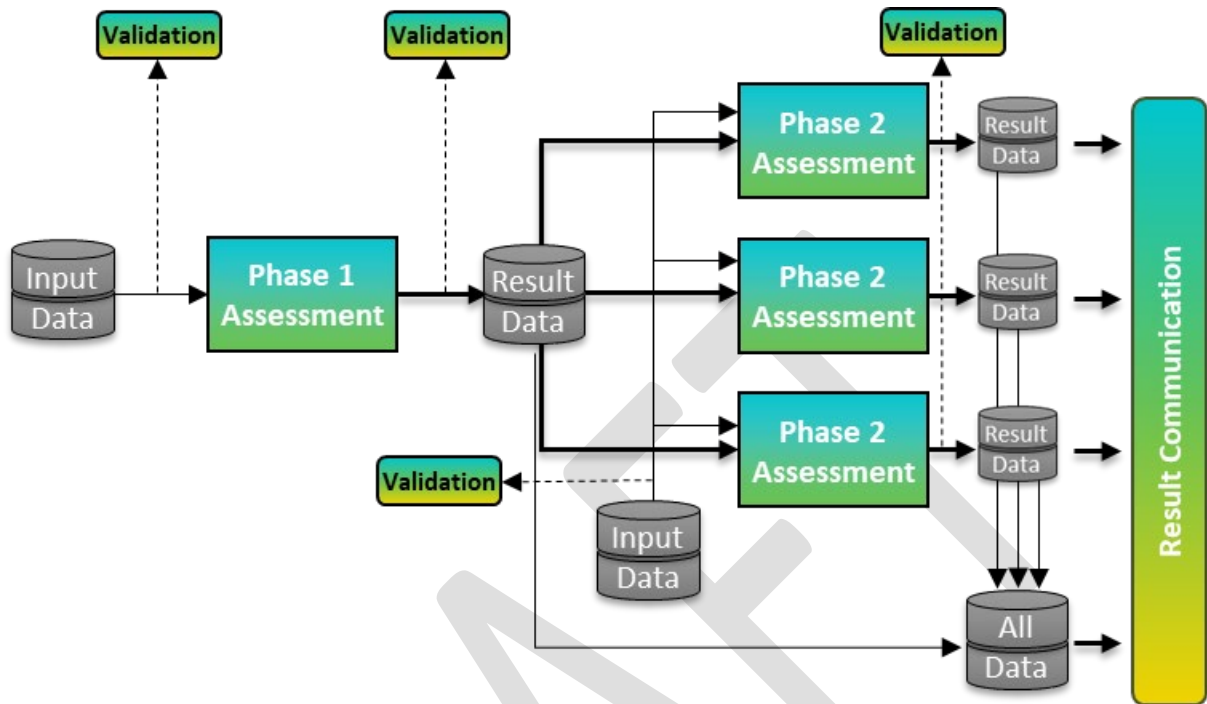 Validation
Validation
Validation
Phase 2
Assessment
Result
Data
Input
Data
Phase 1
Assessment
Result
Data
Phase 2
Assessment
Result
Data
Phase 2
Assessment
Result
Data
Validation
Input
Data
All
Data
Result Communication